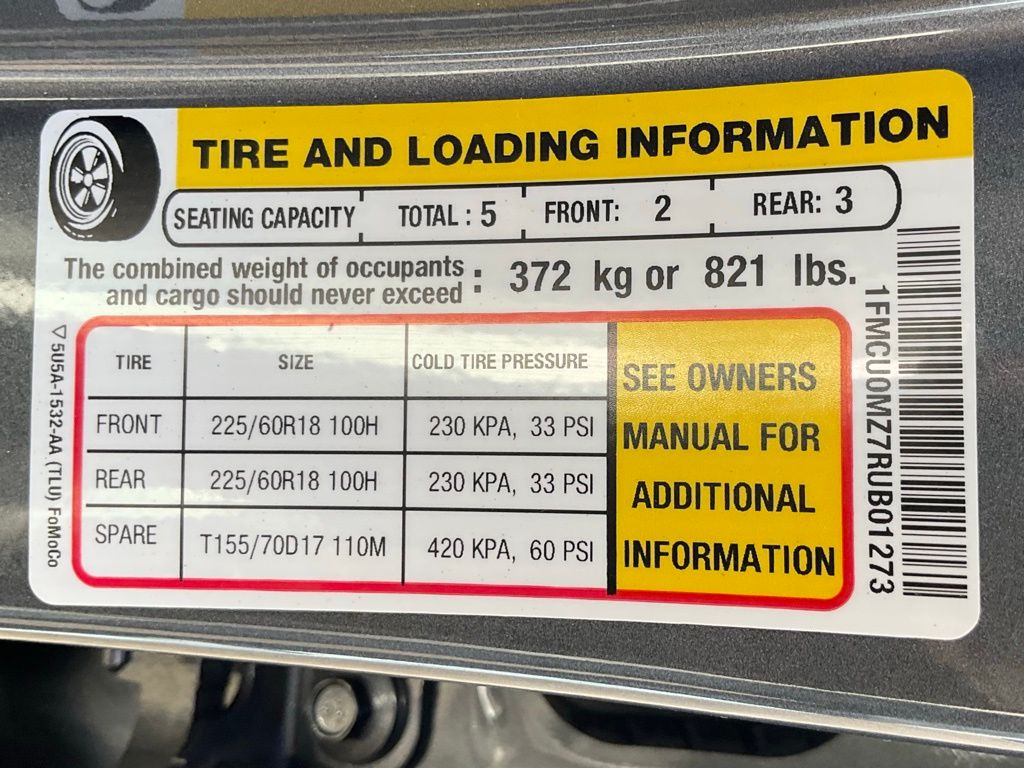 TIRE AND LOADING INFORMATION
SEATING CAPACITY TOTAL : 5 FRONT: 2 REAR: 3
The combined weight of occupants
and cargo should never exceed : 372 kg or 821 lbs.
TIRE SIZE COLD TIRE PRESSURE
FRONT 225/60R18 100H 230 KPA, 33 PSI
REAR 225/60R18 100H 230 KPA, 33 PSI
SPARE T155/70D17 110M 420 KPA, 60 PSI
SEE OWNERS
MANUAL FOR
ADDITIONAL
INFORMATION
5U5A-1532-AA (TLU) FoMoCo
1FMCU0MZ7RUB01273